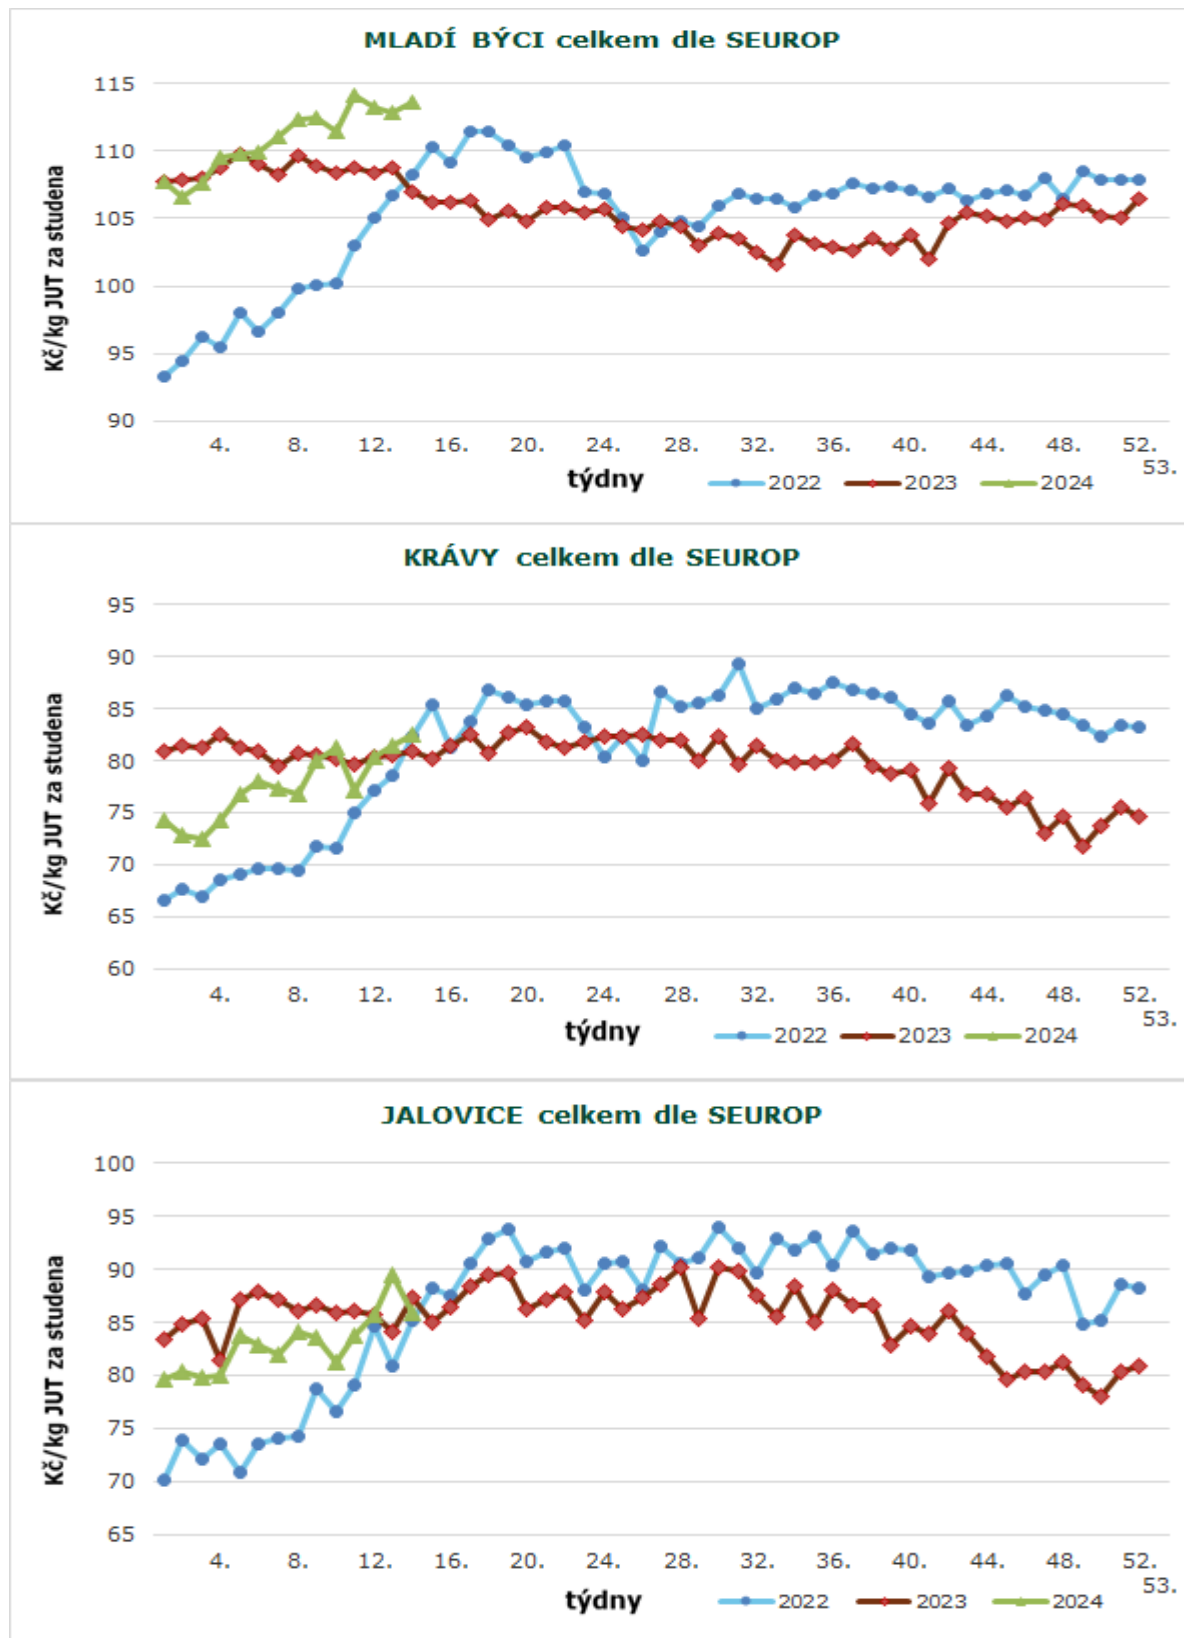 MLADÍ BÝCI celkem dle SEUROP
Kč/kg JUT za studena
115
110
105
100
95
90
4. 8. 12. 16. 20. 24. 28. 32. 36. 40. 44. 48. 52.
53.
týdny
2022 2023 2024
KRÁVY celkem dle SEUROP
Kč/kg JUT za studena
95
90
85
80
75
70
65
60
4. 8. 12. 16. 20. 24. 28. 32. 36. 40. 44. 48. 52.
53.
týdny
2022 2023 2024
JALOVICE celkem dle SEUROP
Kč/kg JUT za studena
100
95
90
85
80
75
70
65
4. 8. 12. 16. 20. 24. 28. 32. 36. 40. 44. 48. 52.
53.
týdny
2022 2023 2024